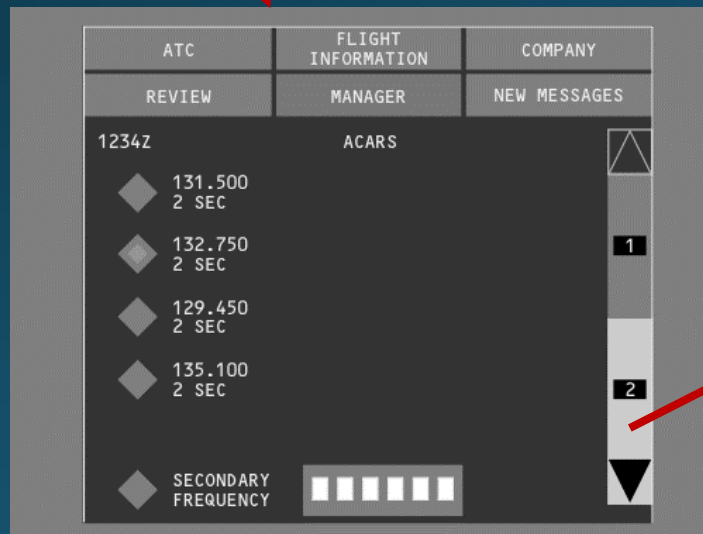 ATC
FLIGHT
INFORMATION
COMPANY
REVIEW
MANAGER
NEW MESSAGES
1234Z
ACARS
131.500
2 SEC
132.750
2 SEC
1
129.450
2 SEC
135.100
2 SEC
2
SECONDARY
FREQUENCY